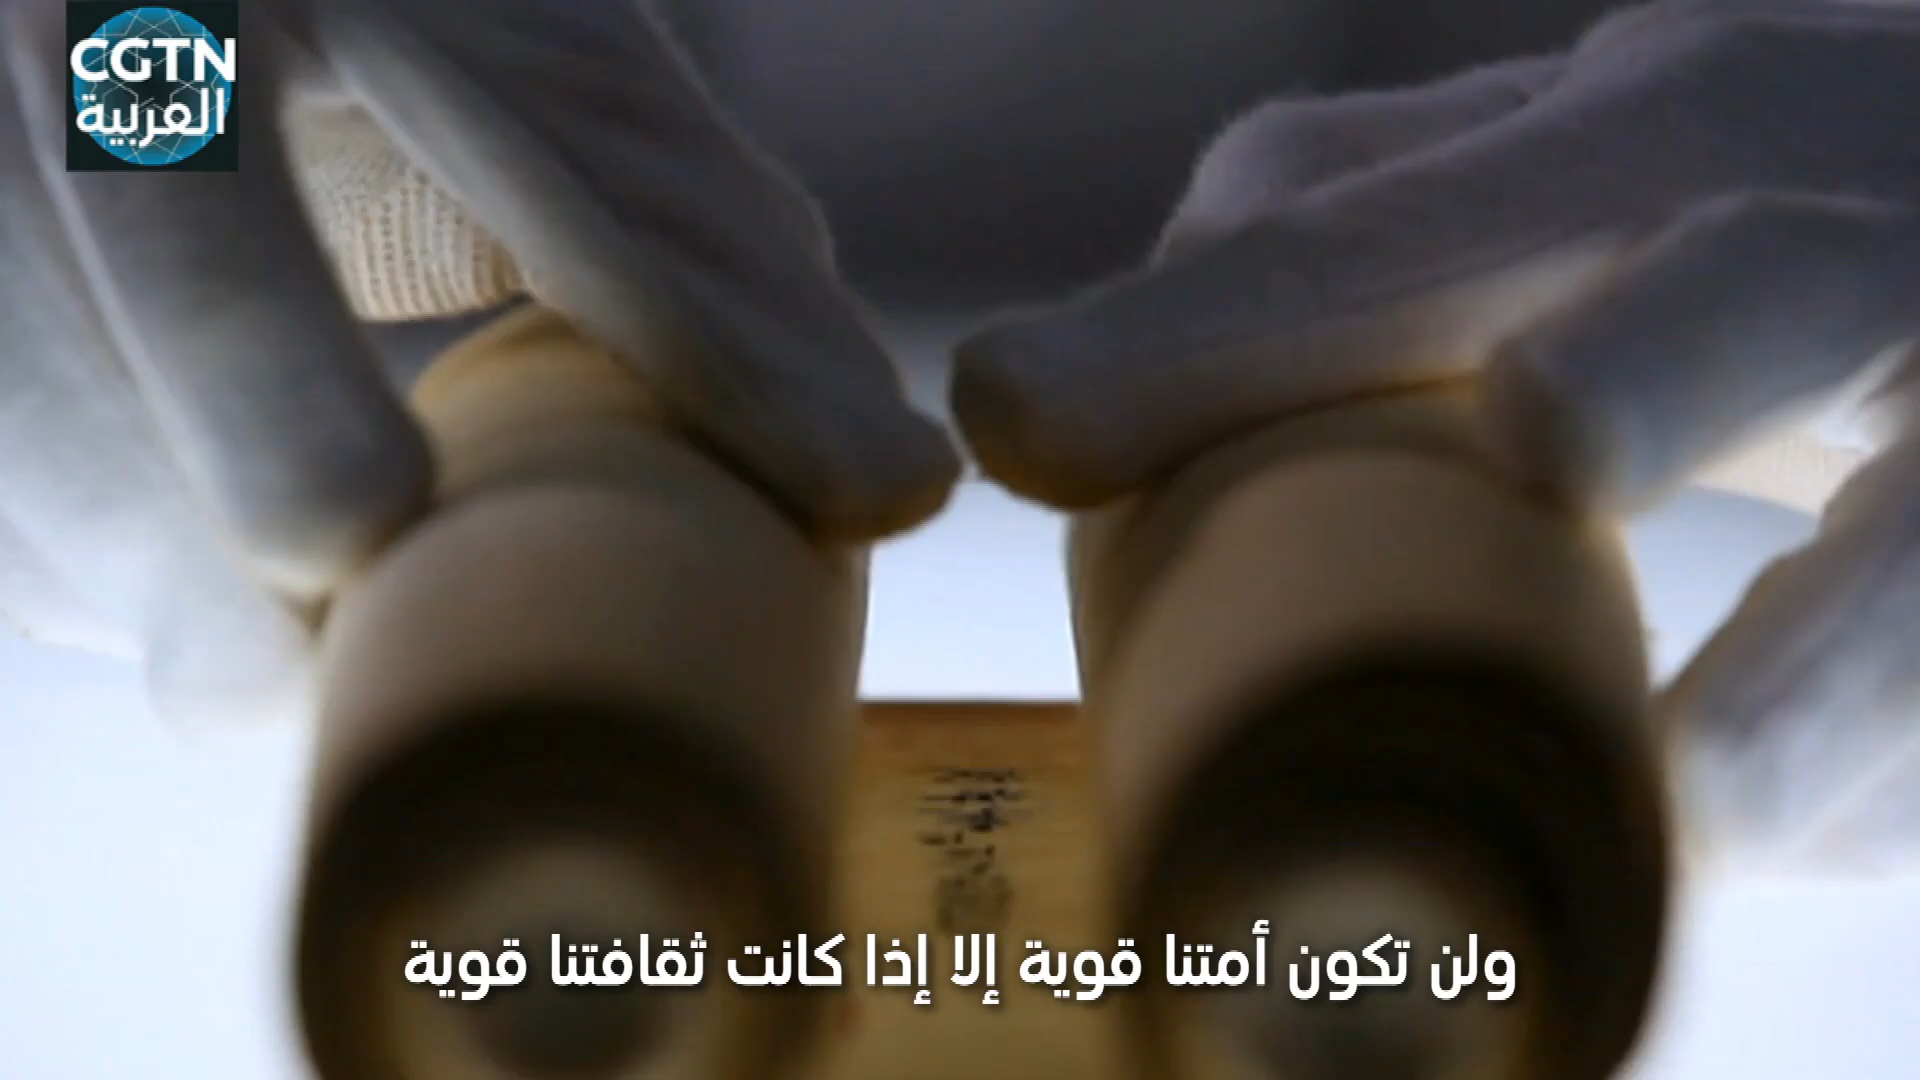 CGTN
العربية
ولن تكون أمتنا قوية إلا إذا كانت ثقافتنا قوية